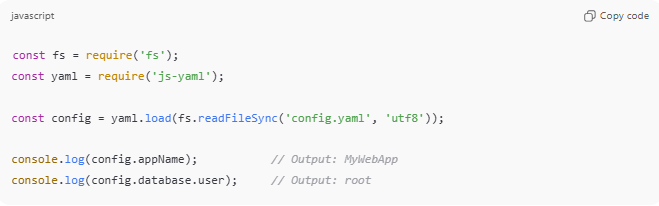 javascript
Copy code
const fs = require('fs');
const yaml = require('js-yaml');
const config = yaml.load(fs.readFileSync('config.yaml', 'utf8'));
console.log(config.appName);           // Output: MyWebApp
console.log(config.database.user);     // Output: root